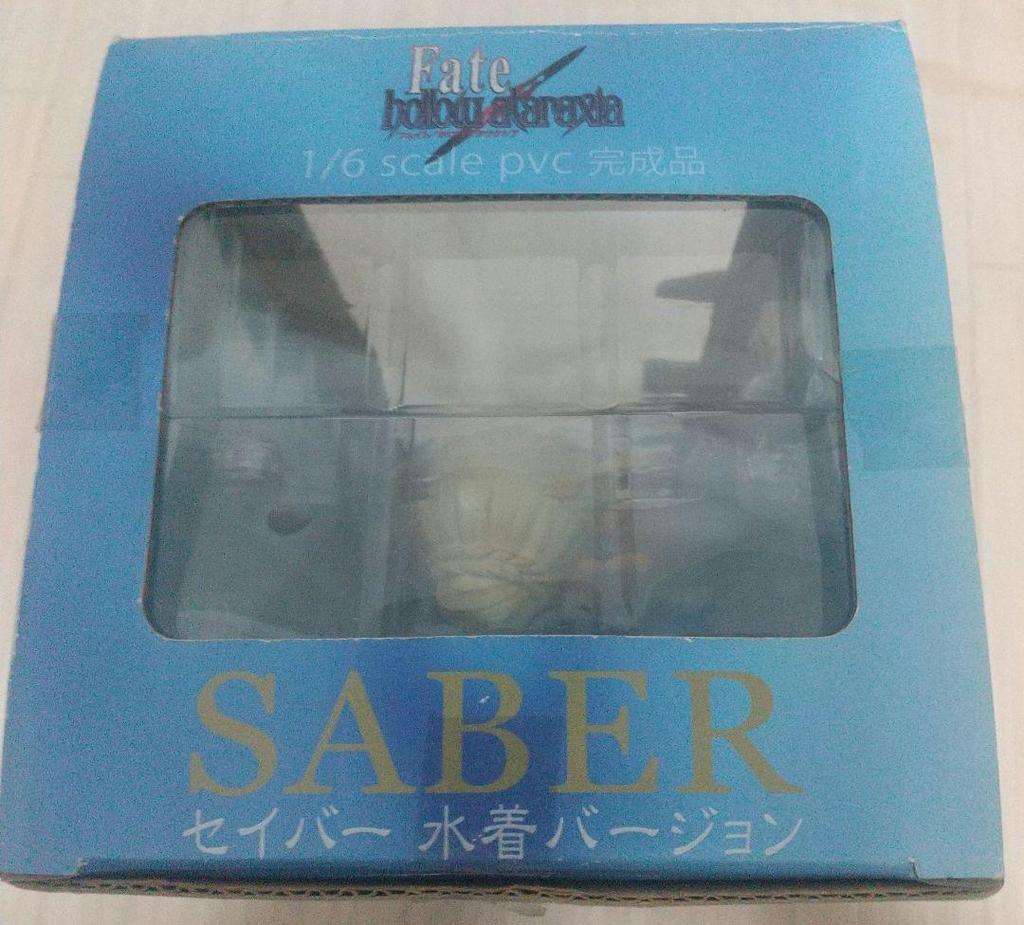 Fate
hollow ataraxia
1/6 scale pvc 完成品
SABER
セイバー 水着バージョン